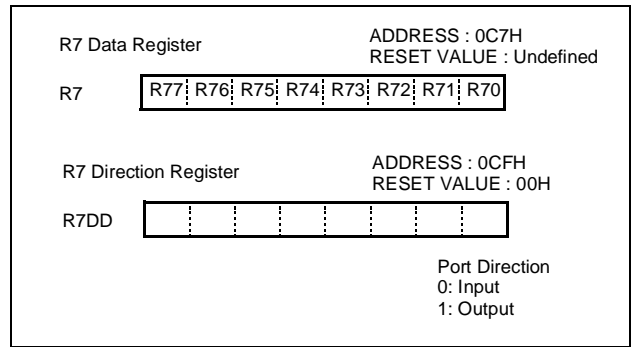 R7 Data Register
ADDRESS : 0C7H
RESET VALUE : Undefined
R7
R77 R76 R75 R74 R73 R72 R71 R70
R7 Direction Register
ADDRESS : 0CFH
RESET VALUE : 00H
R7DD
Port Direction
0: Input
1: Output